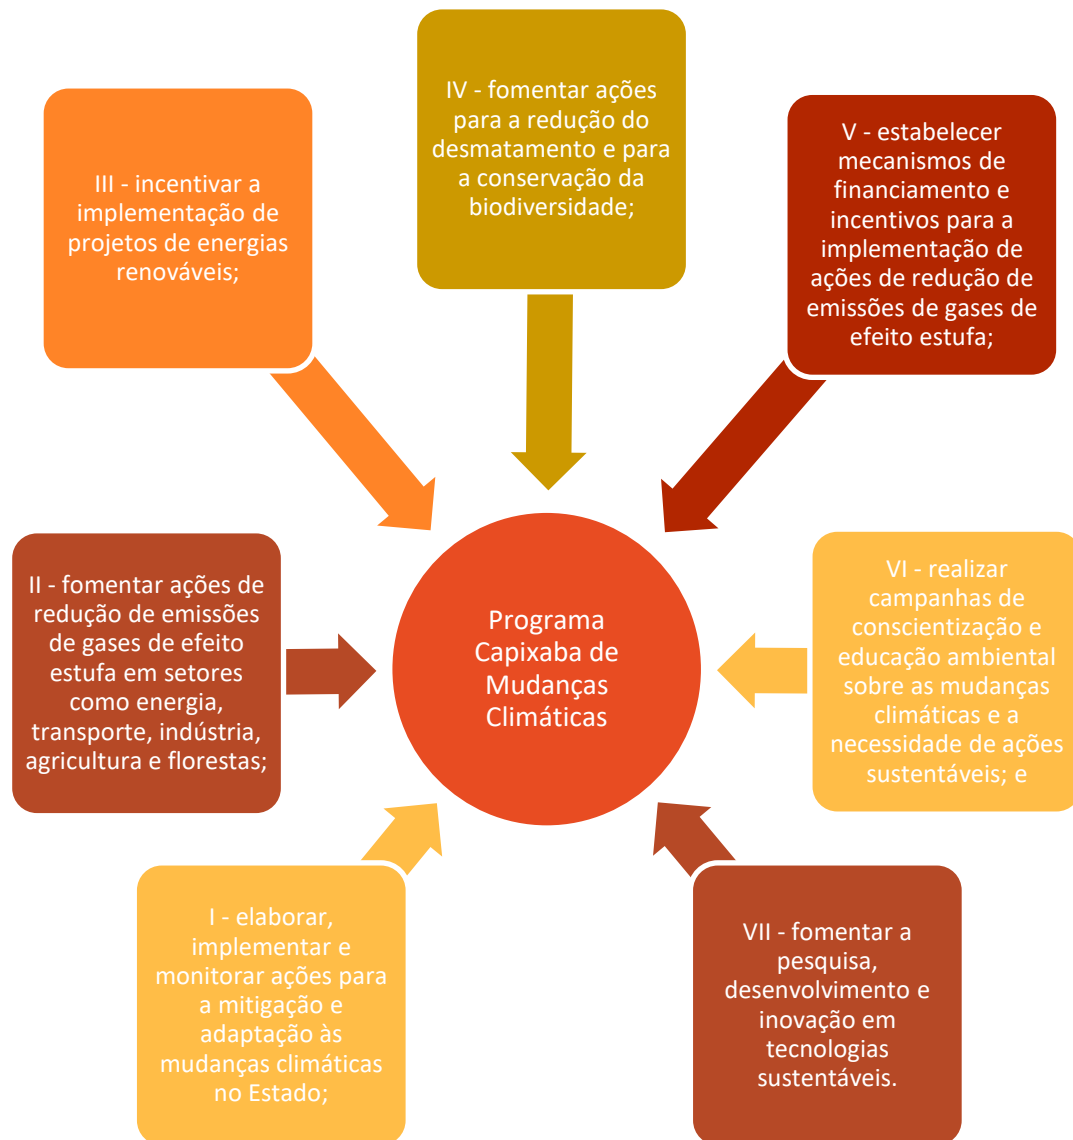 IV - fomentar ações
para a redução do
desmatamento e para
a conservação da
biodiversidade;
III - incentivar a
implementação de
projetos de energias
renováveis;
V - estabelecer
mecanismos de
financiamento e
incentivos para a
implementação de
ações de redução de
emissões de gases de
efeito estufa;
II - fomentar ações de
redução de emissões
de gases de efeito
estufa em setores
como energia,
transporte, indústria,
agricultura e florestas;
Programa
Capixaba de
Mudanças
Climáticas
VI - realizar
campanhas de
conscientização e
educação ambiental
sobre as mudanças
climáticas e a
necessidade de ações
sustentáveis; e
I - elaborar,
implementar e
monitorar ações para
a mitigação e
adaptação às
mudanças climáticas
no Estado;
VII - fomentar a
pesquisa,
desenvolvimento e
inovação em
tecnologias
sustentáveis.